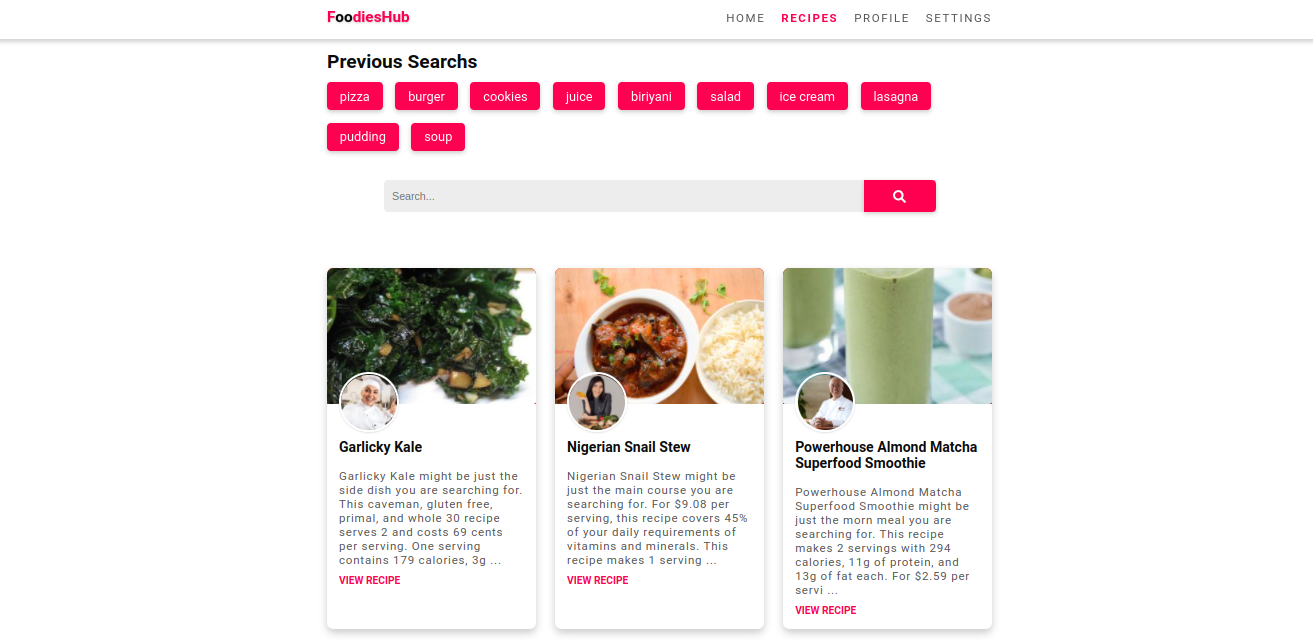 FoodiesHub
HOME RECIPES PROFILE SETTINGS
Previous Searchs
pizza burger cookies juice biriyani salad ice cream lasagna
pudding soup
Search...
Garlicky Kale
Garlicky Kale might be just the
side dish you are searching for.
This caveman, gluten free,
primal, and whole 30 recipe
serves 2 and costs 69 cents
per serving. One serving
contains 179 calories, 3g ...
VIEW RECIPE
Nigerian Snail Stew
Nigerian Snail Stew might be
just the main course you are
searching for. For $9.08 per
serving, this recipe covers 45%
of your daily requirements of
vitamins and minerals. This
recipe makes 1 serving ...
VIEW RECIPE
Powerhouse Almond Matcha
Superfood Smoothie
Powerhouse Almond Matcha
Superfood Smoothie might be
just the morn meal you are
searching for. This recipe
makes 2 servings with 294
calories, 11g of protein, and
13g of fat each. For $2.59 per
servi ...
VIEW RECIPE